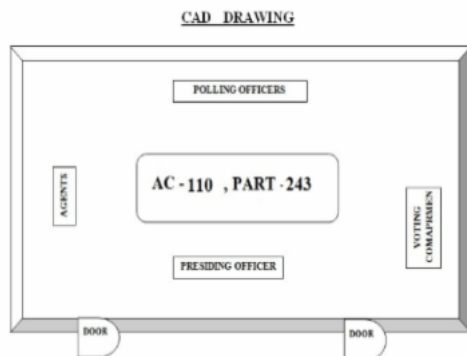 CAD DRAWING
POLLING OFFICERS
AGENTS
AC - 110 , PART - 243
VOTING
COMAPRMEN
PRESIDING OFFICER
DOOR
DOOR